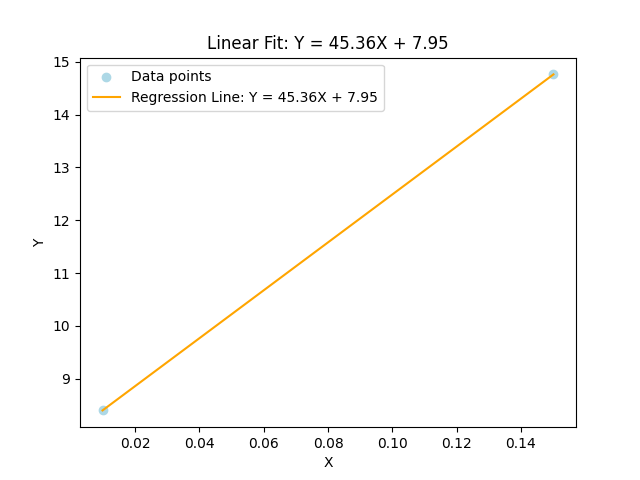 Linear Fit: Y = 45.36X + 7.95
Data points
Regression Line: Y = 45.36X + 7.95
15
14
13
12
11
10
9
Y
0.02 0.04 0.06 0.08 0.10 0.12 0.14
X